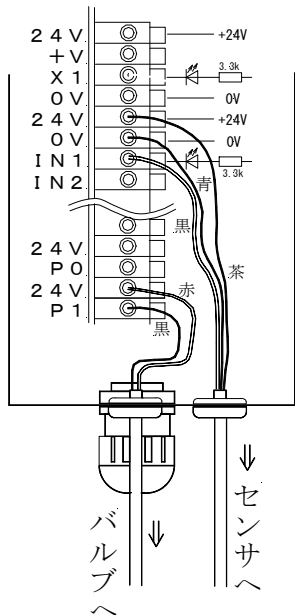 24V +24V
+V
X1 3.3k
0V 0V
24V +24V
0V 0V
IN1 3.3k
IN2
青
黒
24V
P0
茶
24V 赤
P1 黒
バルブへ
センサへ